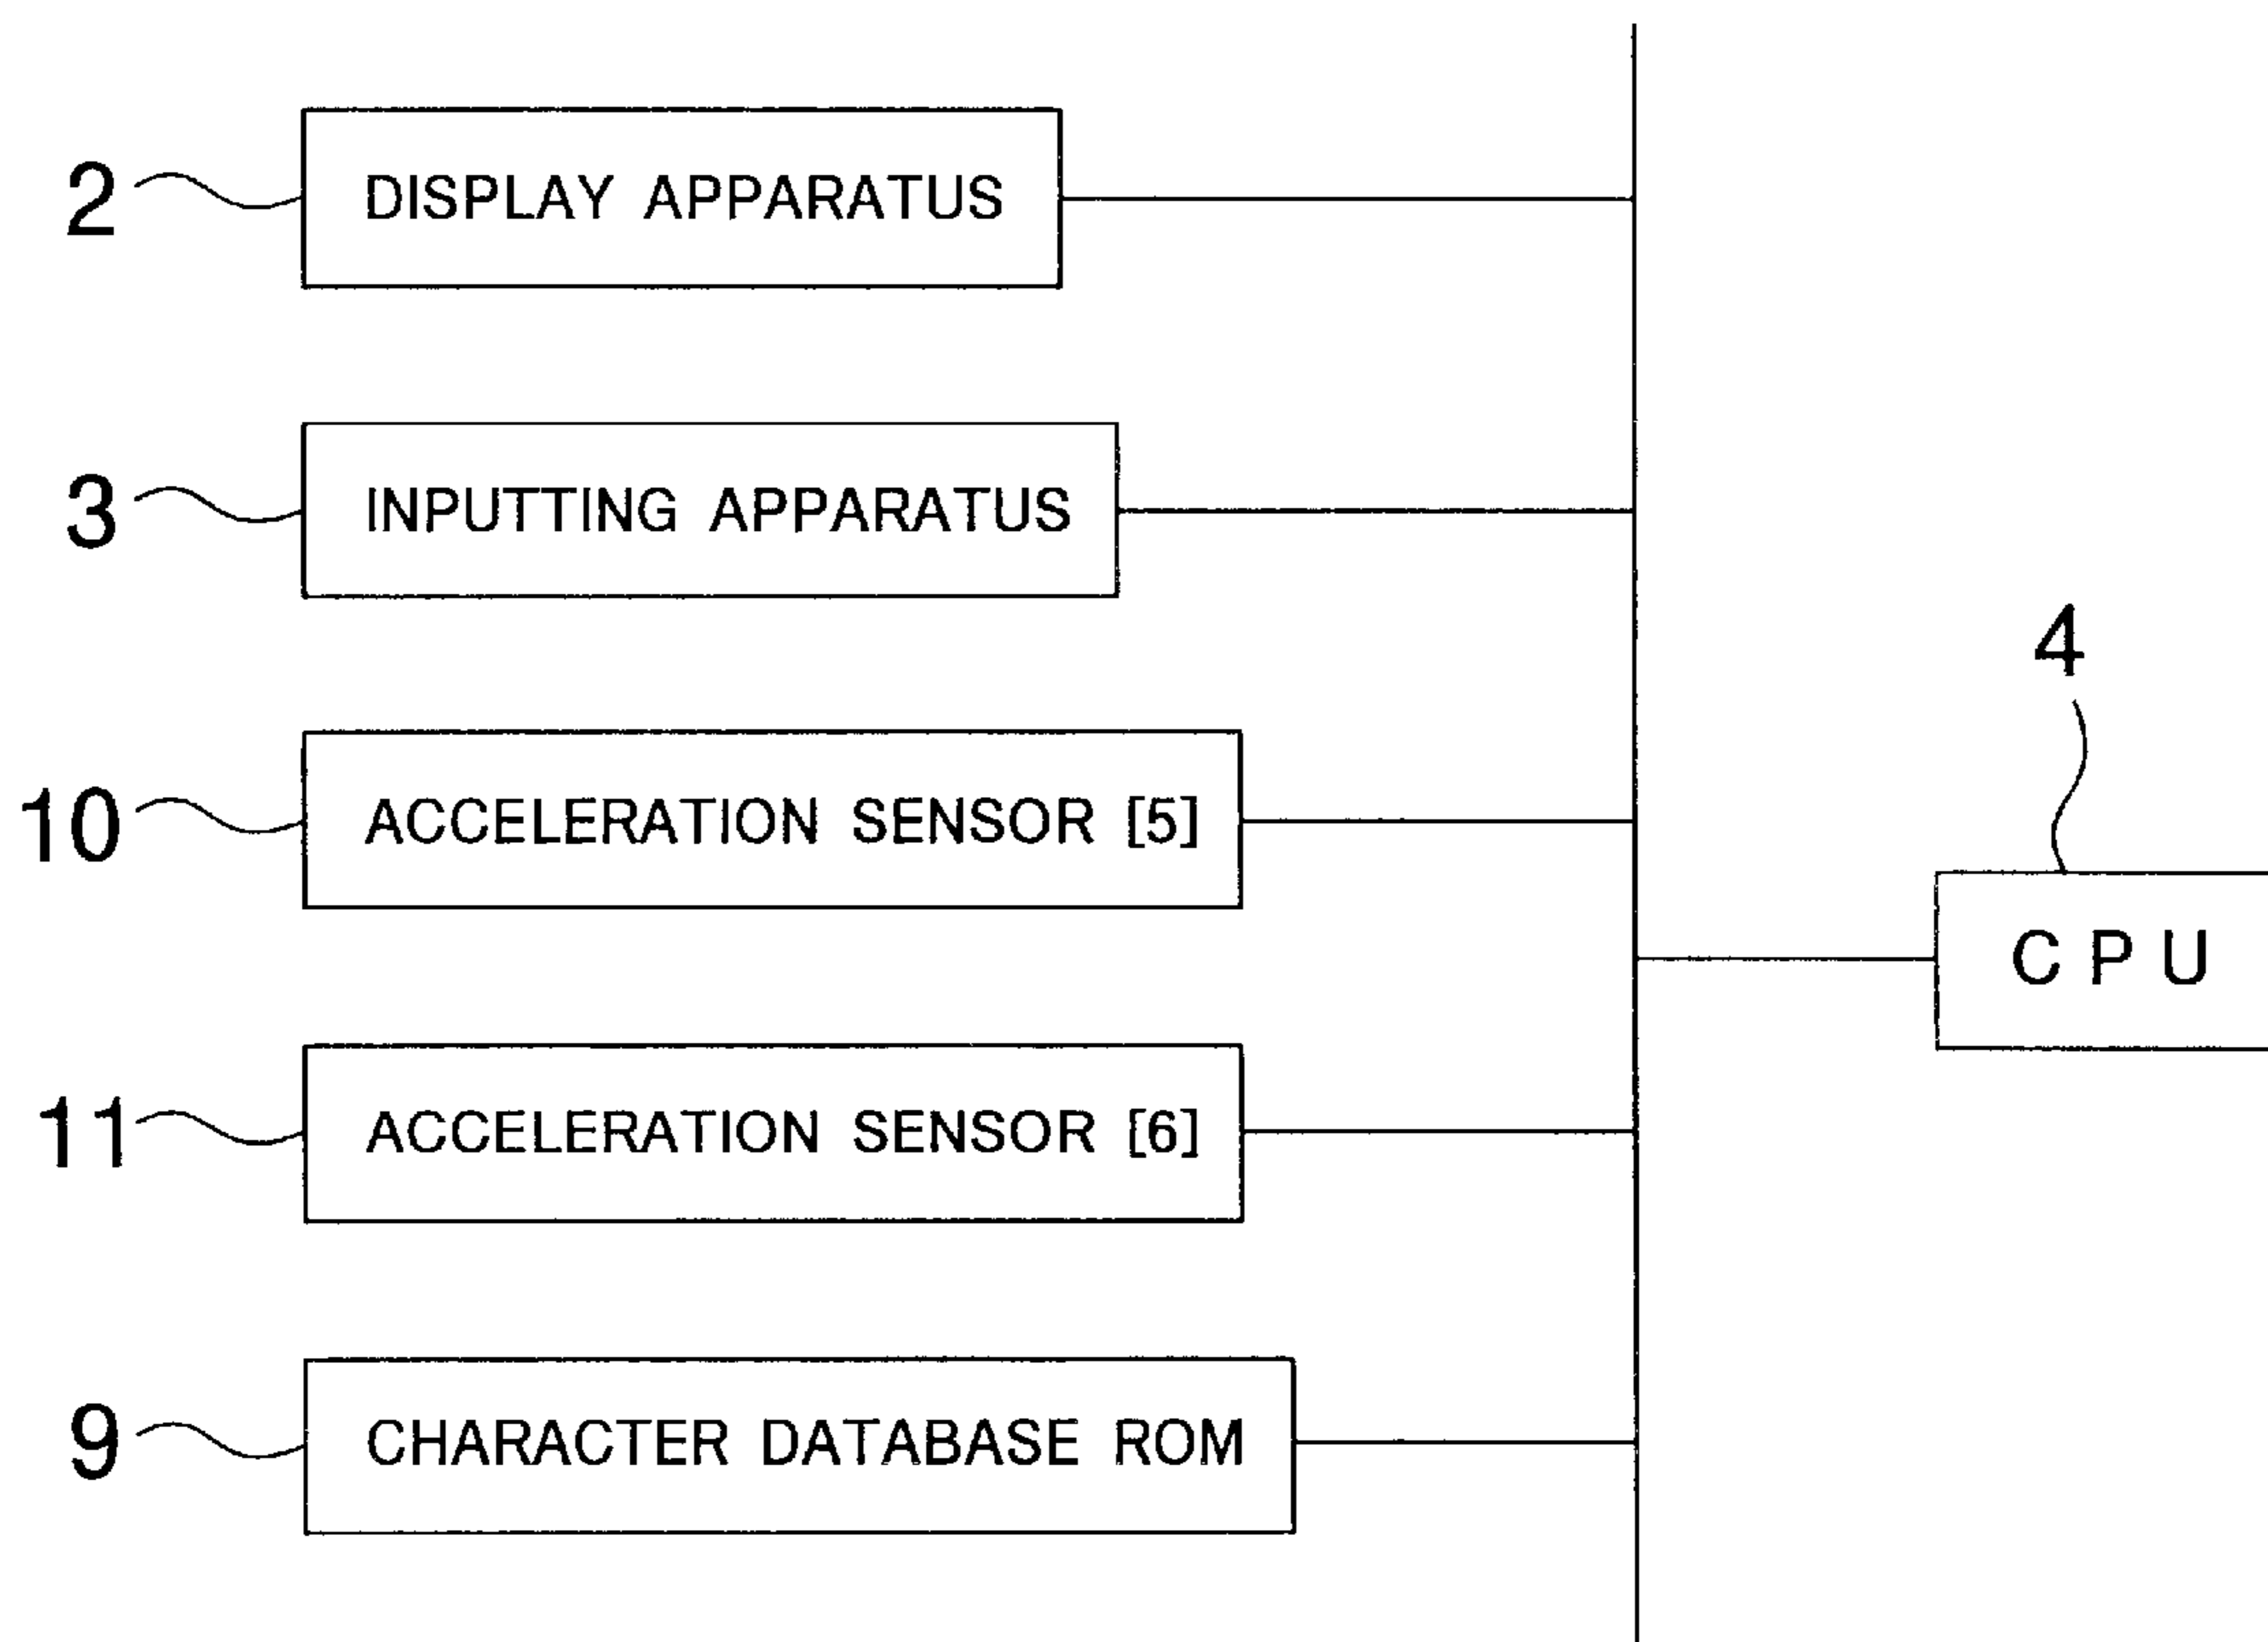 2 DISPLAY APPARATUS
3 INPUTTING APPARATUS
4
10 ACCELERATION SENSOR [5]
CPU
11 ACCELERATION SENSOR [6]
9 CHARACTER DATABASE ROM